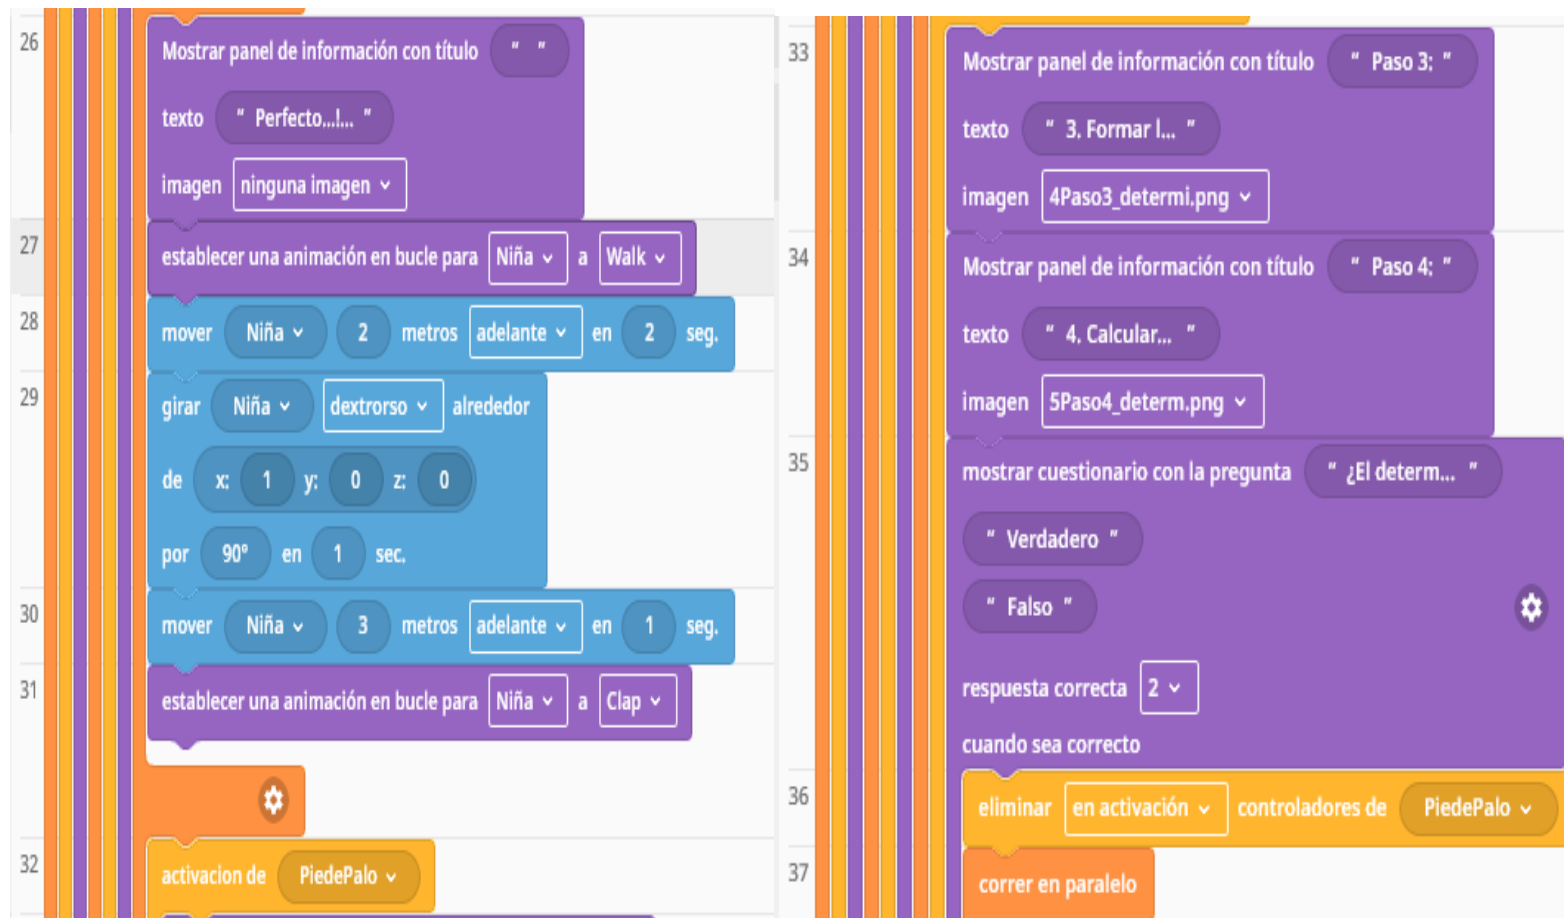 26
Mostrar panel de información con título " "
texto " Perfecto...!... "
imagen ninguna imagen
27
establecer una animación en bucle para Niña a Walk
28
mover Niña 2 metros adelante en 2 seg.
29
girar Niña dextrorso alrededor
de x: 1 y: 0 z: 0
por 90° en 1 sec.
30
mover Niña 3 metros adelante en 1 seg.
31
establecer una animación en bucle para Niña a Clap
32
activacion de PiedePalo
33
Mostrar panel de información con título " Paso 3: "
texto " 3. Formar l... "
imagen 4Paso3_determi.png
34
Mostrar panel de información con título " Paso 4: "
texto " 4. Calcular... "
imagen 5Paso4_determ.png
35
mostrar cuestionario con la pregunta " ¿El determ... "
" Verdadero "
" Falso "
respuesta correcta 2
cuando sea correcto
36
eliminar en activación controladores de PiedePalo
37
correr en paralelo